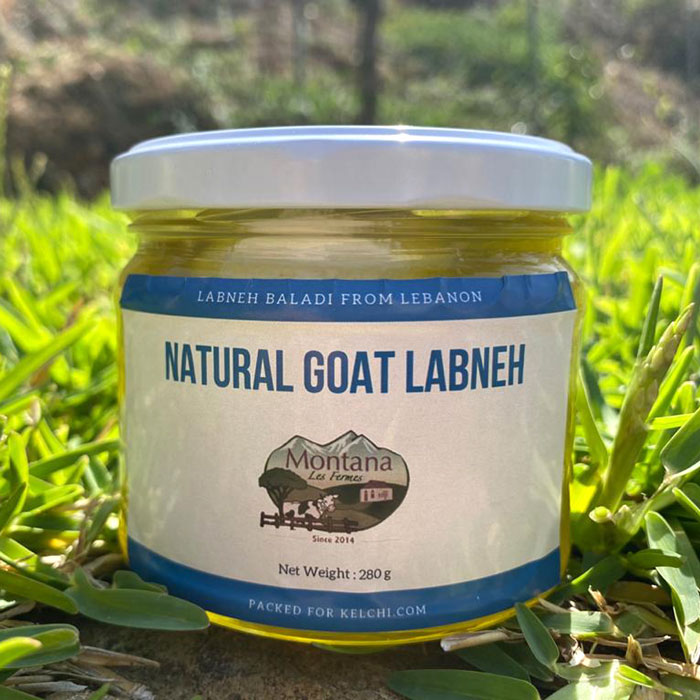 LABNEH BALADI FROM LEBANON
NATURAL GOAT LABNEH
Montana
Les Fermes
Since 2014
Net Weight : 280 g
PACKED FOR KELCHI.COM